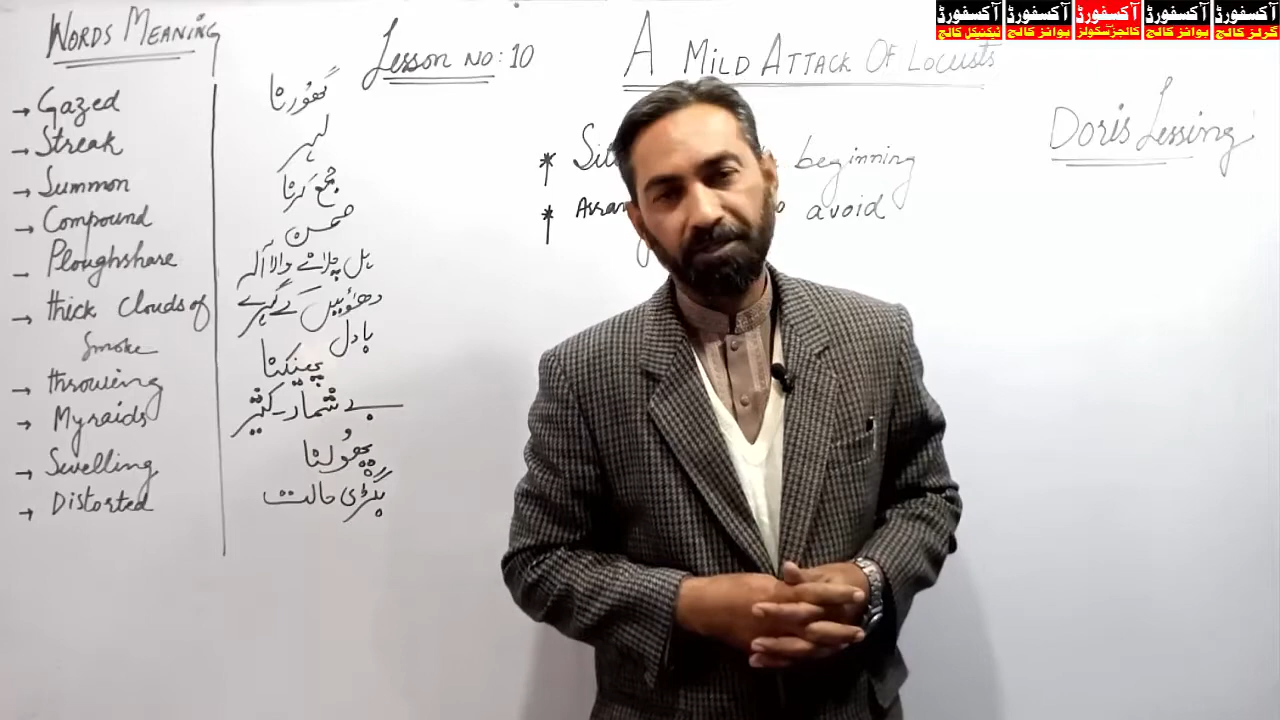 WORDS MEANING
Lesson NO: 10
A MILD ATTACK OF LOCUSTS
Doris Lessing
→ Gazed گھورنا
→ Streak لہر
→ Summon جمع کرنا
→ Compound صحن
→ Ploughshare ہل چلانے والا آلہ
→ thick clouds of smoke دھوئیں کے گہرے بادل
→ throwing پھینکنا
→ Myraids بے شمار - کثیر
→ Swelling پھولنا
→ Distorted بگڑی حالت
* beginning
* avoid
آکسفورڈ ٹیکنیکل کالج
آکسفورڈ بوائز کالج
آکسفورڈ کالجز سکولز
آکسفورڈ بوائز کالج
آکسفورڈ گرلز کالج